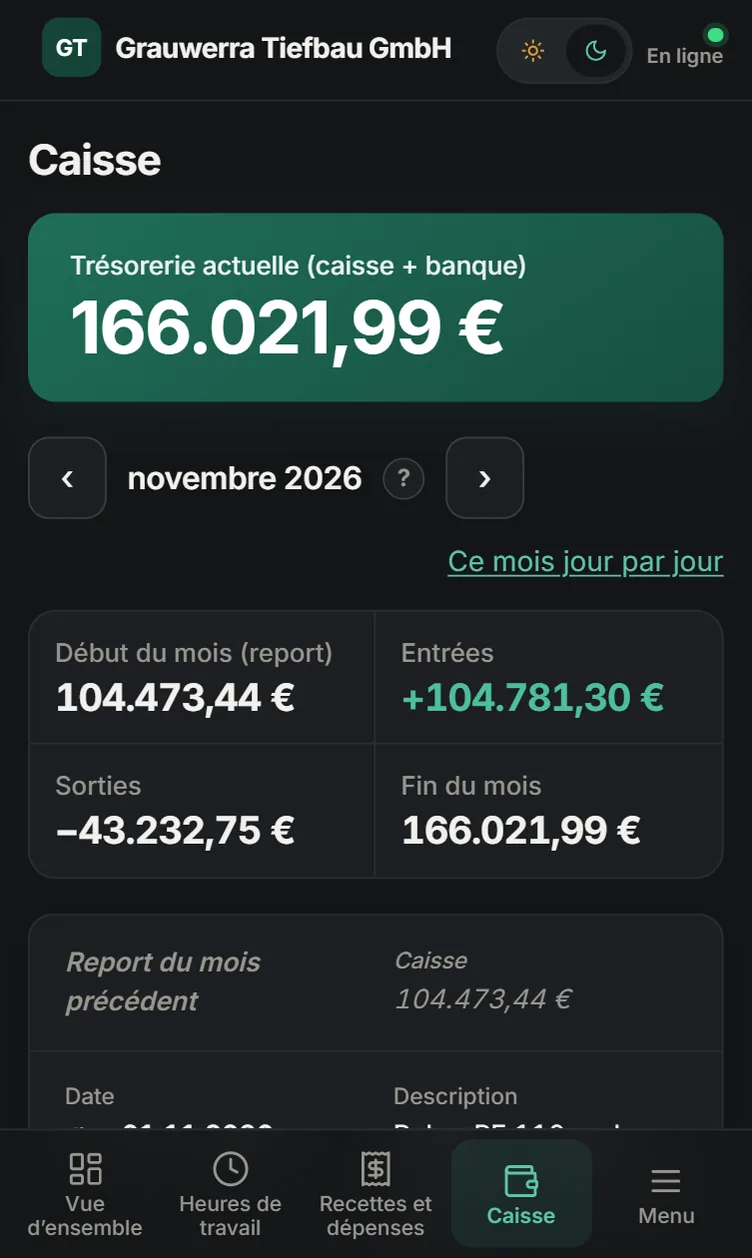 GT
Grauwerra Tiefbau GmbH
En ligne
Caisse
Trésorerie actuelle (caisse + banque)
166.021,99 €
‹
novembre 2026
?
›
Ce mois jour par jour
Début du mois (report)
104.473,44 €
Entrées
+104.781,30 €
Sorties
−43.232,75 €
Fin du mois
166.021,99 €
Report du mois
précédent
Caisse
104.473,44 €
Date
Description
Vue
d’ensemble
Heures de
travail
Recettes et
dépenses
Caisse
Menu